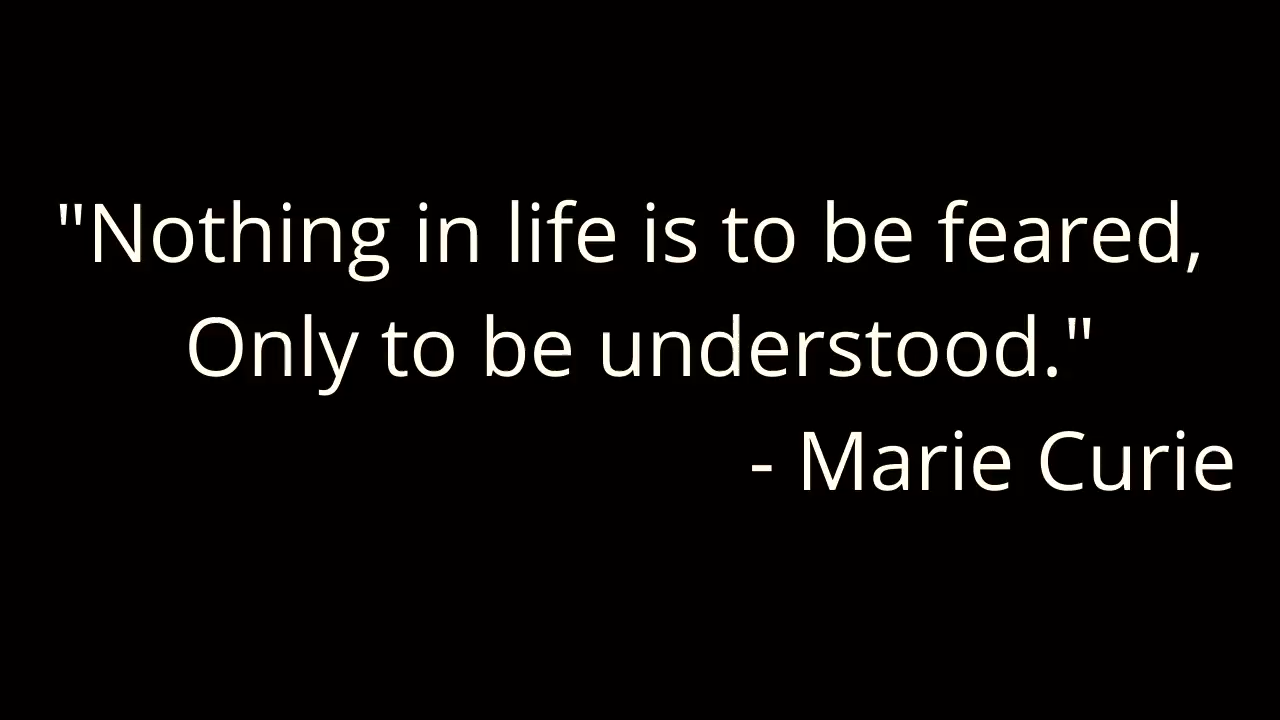 "Nothing in life is to be feared,
Only to be understood."
- Marie Curie